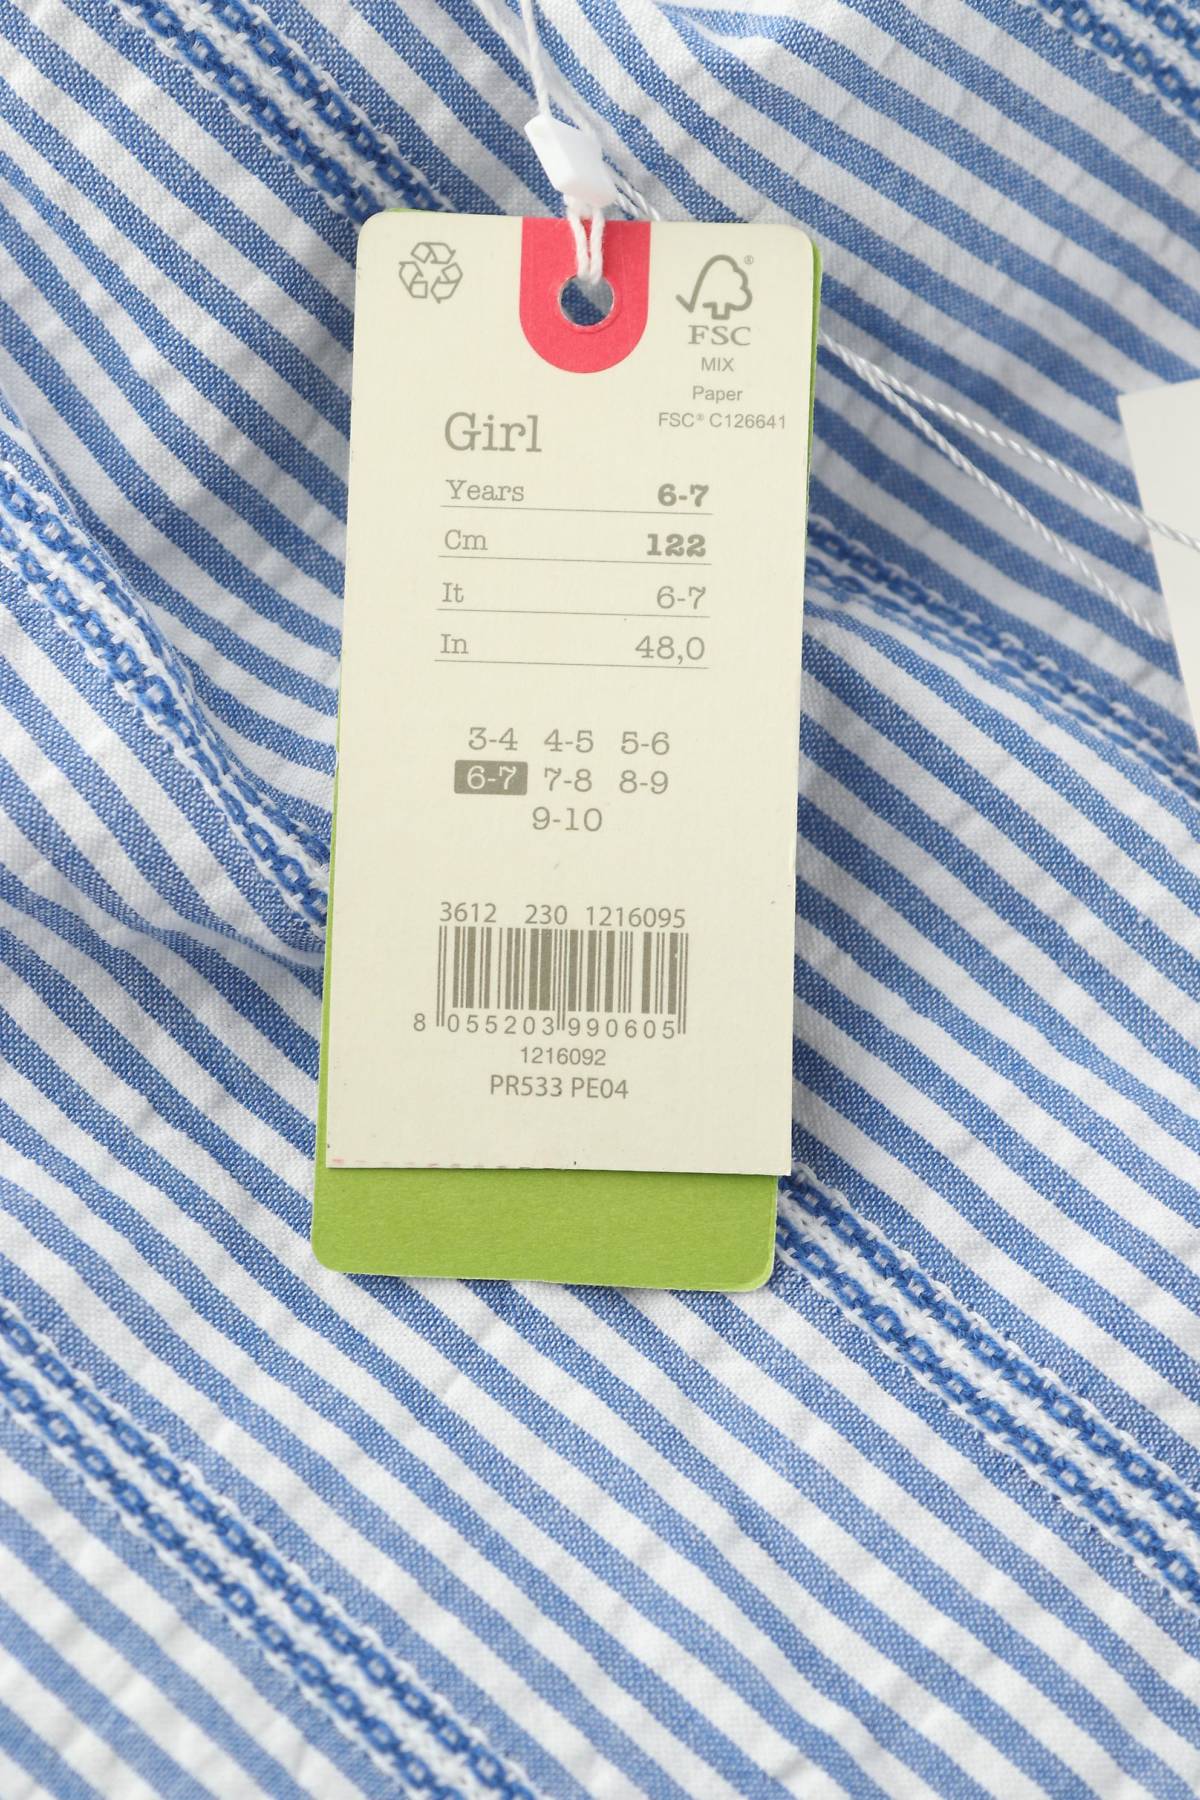 FSC®
MIX
Paper
FSC® C126641
Girl
Years 6-7
Cm 122
It 6-7
In 48,0
3-4 4-5 5-6
6-7 7-8 8-9
9-10
3612 230 1216095
8 055203 990605
1216092
PR533 PE04